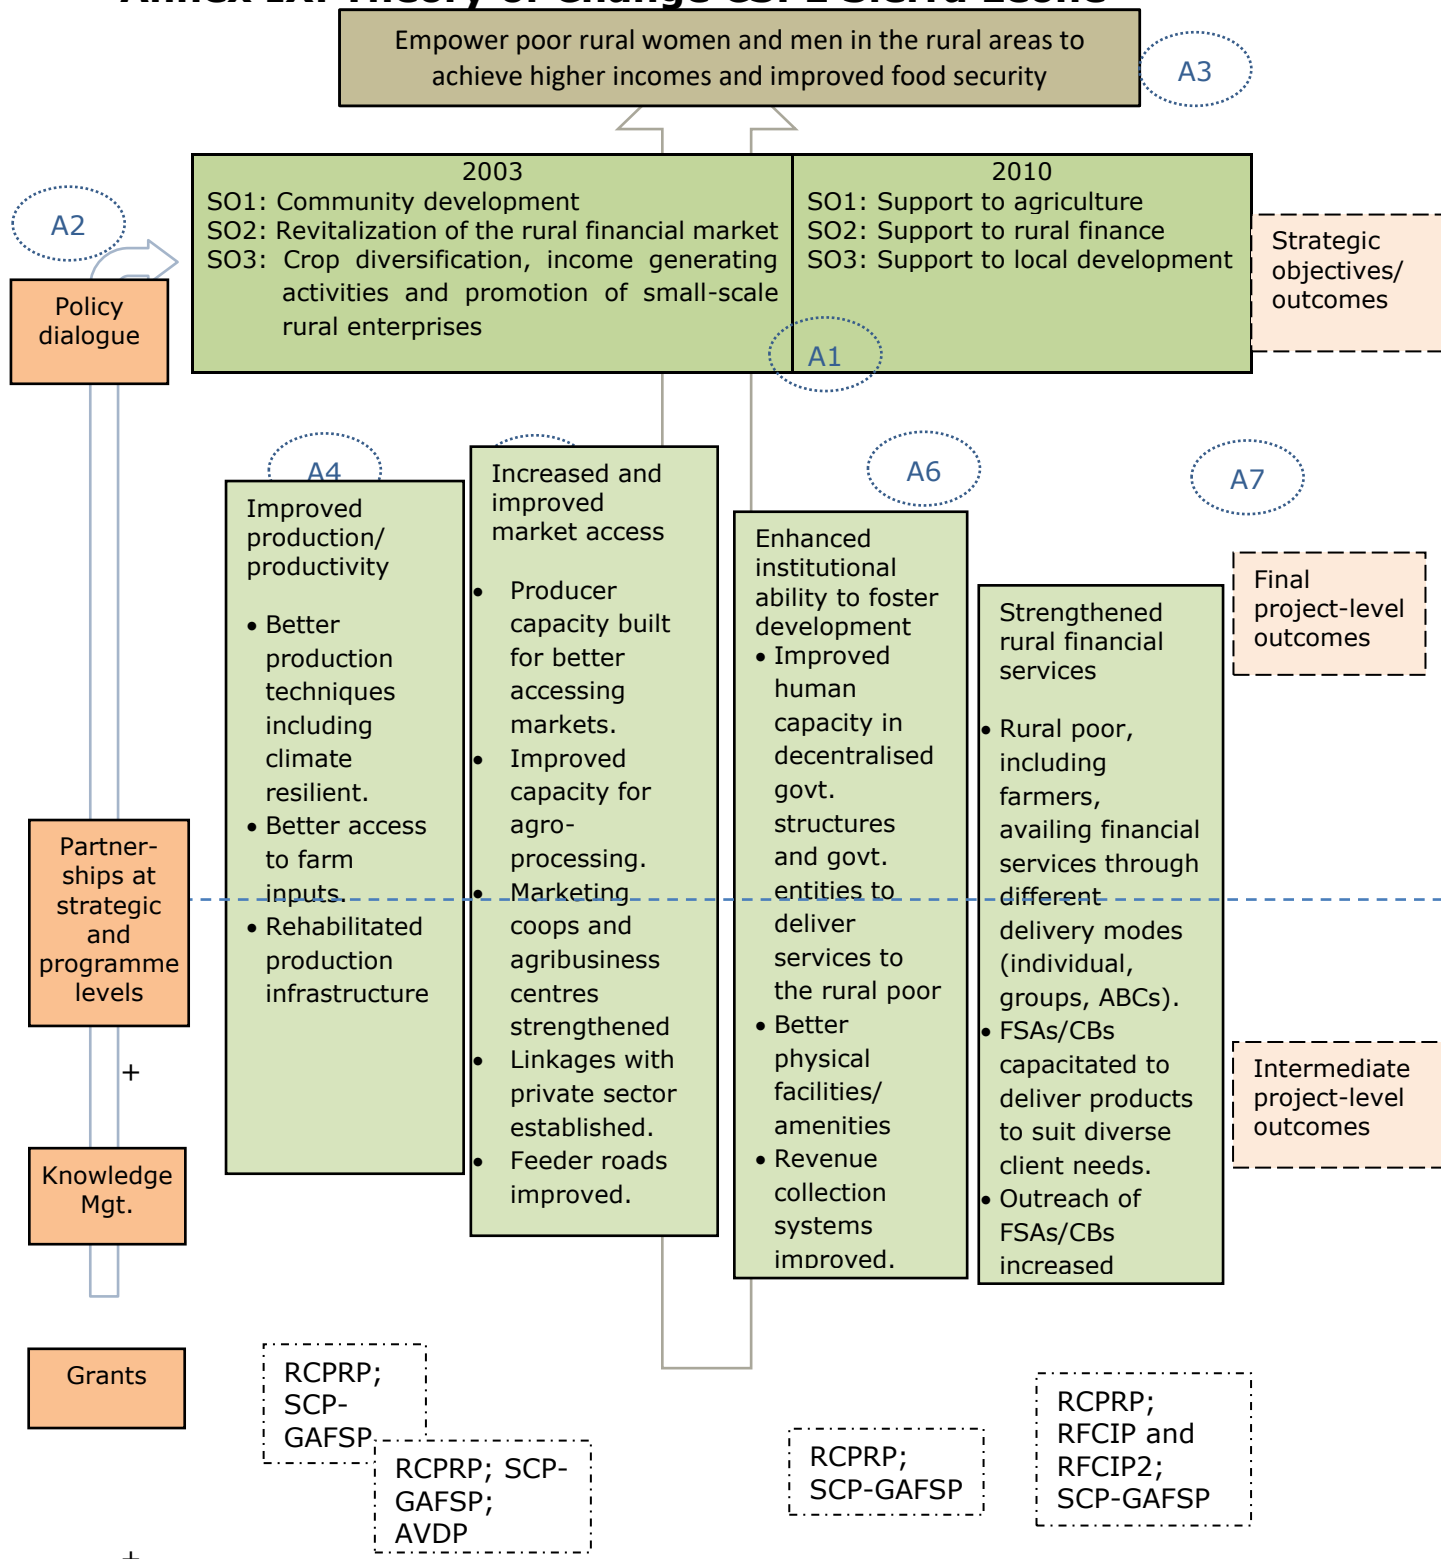 Annex IX. Theory of Change CSPE Sierra Leone
Empower poor rural women and men in the rural areas to
achieve higher incomes and improved food security
A3
A2
2003
SO1: Community development
SO2: Revitalization of the rural financial market
SO3: Crop diversification, income generating
activities and promotion of small-scale
rural enterprises
2010
SO1: Support to agriculture
SO2: Support to rural finance
SO3: Support to local development
A1
Strategic
objectives/
outcomes
Policy
dialogue
A4
A6
A7
Improved
production/
productivity
• Better
production
techniques
including
climate
resilient.
• Better access
to farm
inputs.
• Rehabilitated
production
infrastructure
Increased and
improved
market access
• Producer
capacity built
for better
accessing
markets.
• Improved
capacity for
agro-
processing.
• Marketing
coops and
agribusiness
centres
strengthened
• Linkages with
private sector
established.
• Feeder roads
improved.
Enhanced
institutional
ability to foster
development
• Improved
human
capacity in
decentralised
govt.
structures
and govt.
entities to
deliver
services to
the rural poor
• Better
physical
facilities/
amenities
• Revenue
collection
systems
improved.
Strengthened
rural financial
services
• Rural poor,
including
farmers,
availing financial
services through
different
delivery modes
(individual,
groups, ABCs).
• FSAs/CBs
capacitated to
deliver products
to suit diverse
client needs.
• Outreach of
FSAs/CBs
increased
Final
project-level
outcomes
Intermediate
project-level
outcomes
Partner-
ships at
strategic
and
programme
levels
+
Knowledge
Mgt.
Grants
+
RCPRP;
SCP-
GAFSP
RCPRP; SCP-
GAFSP;
AVDP
RCPRP;
SCP-GAFSP
RCPRP;
RFCIP and
RFCIP2;
SCP-GAFSP